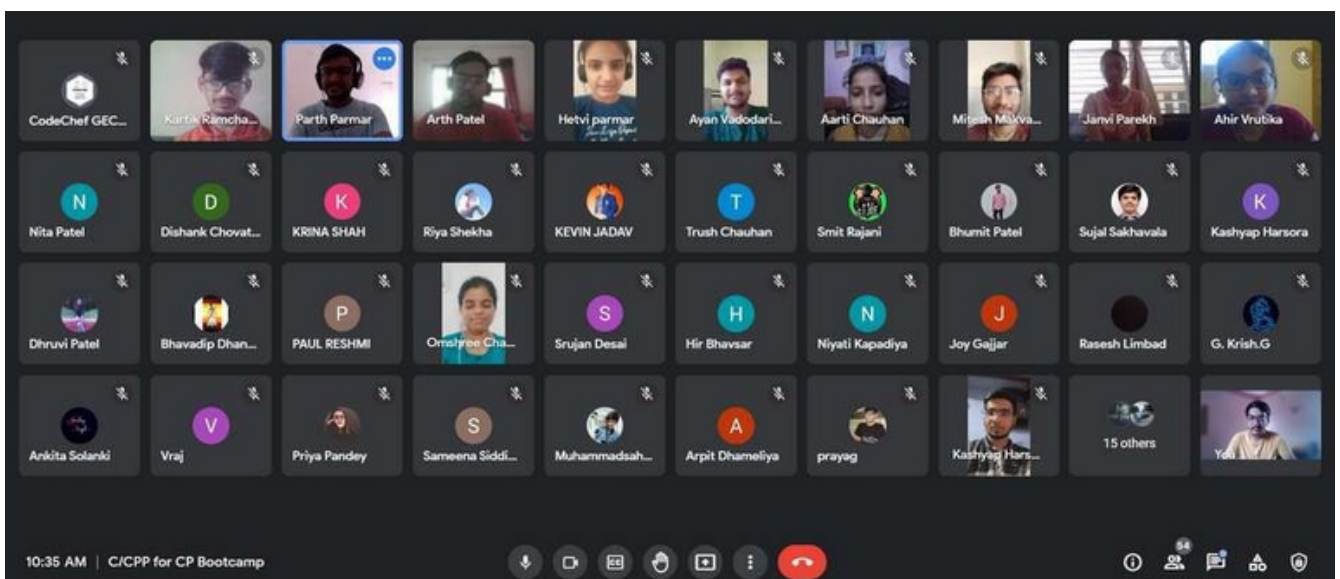 CodeChef GEC...
Kartik Ramcha...
Parth Parmar
Arth Patel
Hetvi parmar
Ayan Vadodari...
Aarti Chauhan
Mitesh Makva...
Janvi Parekh
Ahir Vrutika
N
D
K
T
K
Nita Patel
Dishank Chovat...
KRINA SHAH
Riya Shekha
KEVIN JADAV
Trush Chauhan
Smit Rajani
Bhumit Patel
Sujal Sakhavala
Kashyap Harsora
P
S
H
N
J
Dhruvi Patel
Bhavadip Dhan...
PAUL RESHMI
Omshree Cha...
Srujan Desai
Hir Bhavsar
Niyati Kapadiya
Joy Gajjar
Rasesh Limbad
G. Krish.G
V
S
A
Ankita Solanki
Vraj
Priya Pandey
Sameena Siddi...
Muhammadsah...
Arpit Dhameliya
prayag
Kashyap Hars...
15 others
You
54
10:35 AM | C/CPP for CP Bootcamp